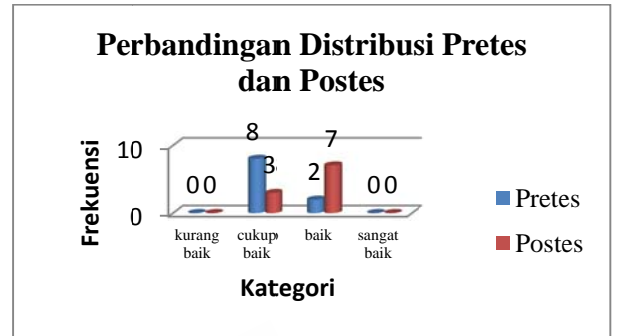 Perbandingan Distribusi Pretes
dan Postes
Frekuensi
10
0
0 0
8
3
2
7
0 0
kurang baik
cukup baik
baik
sangat baik
Kategori
Pretes
Postes